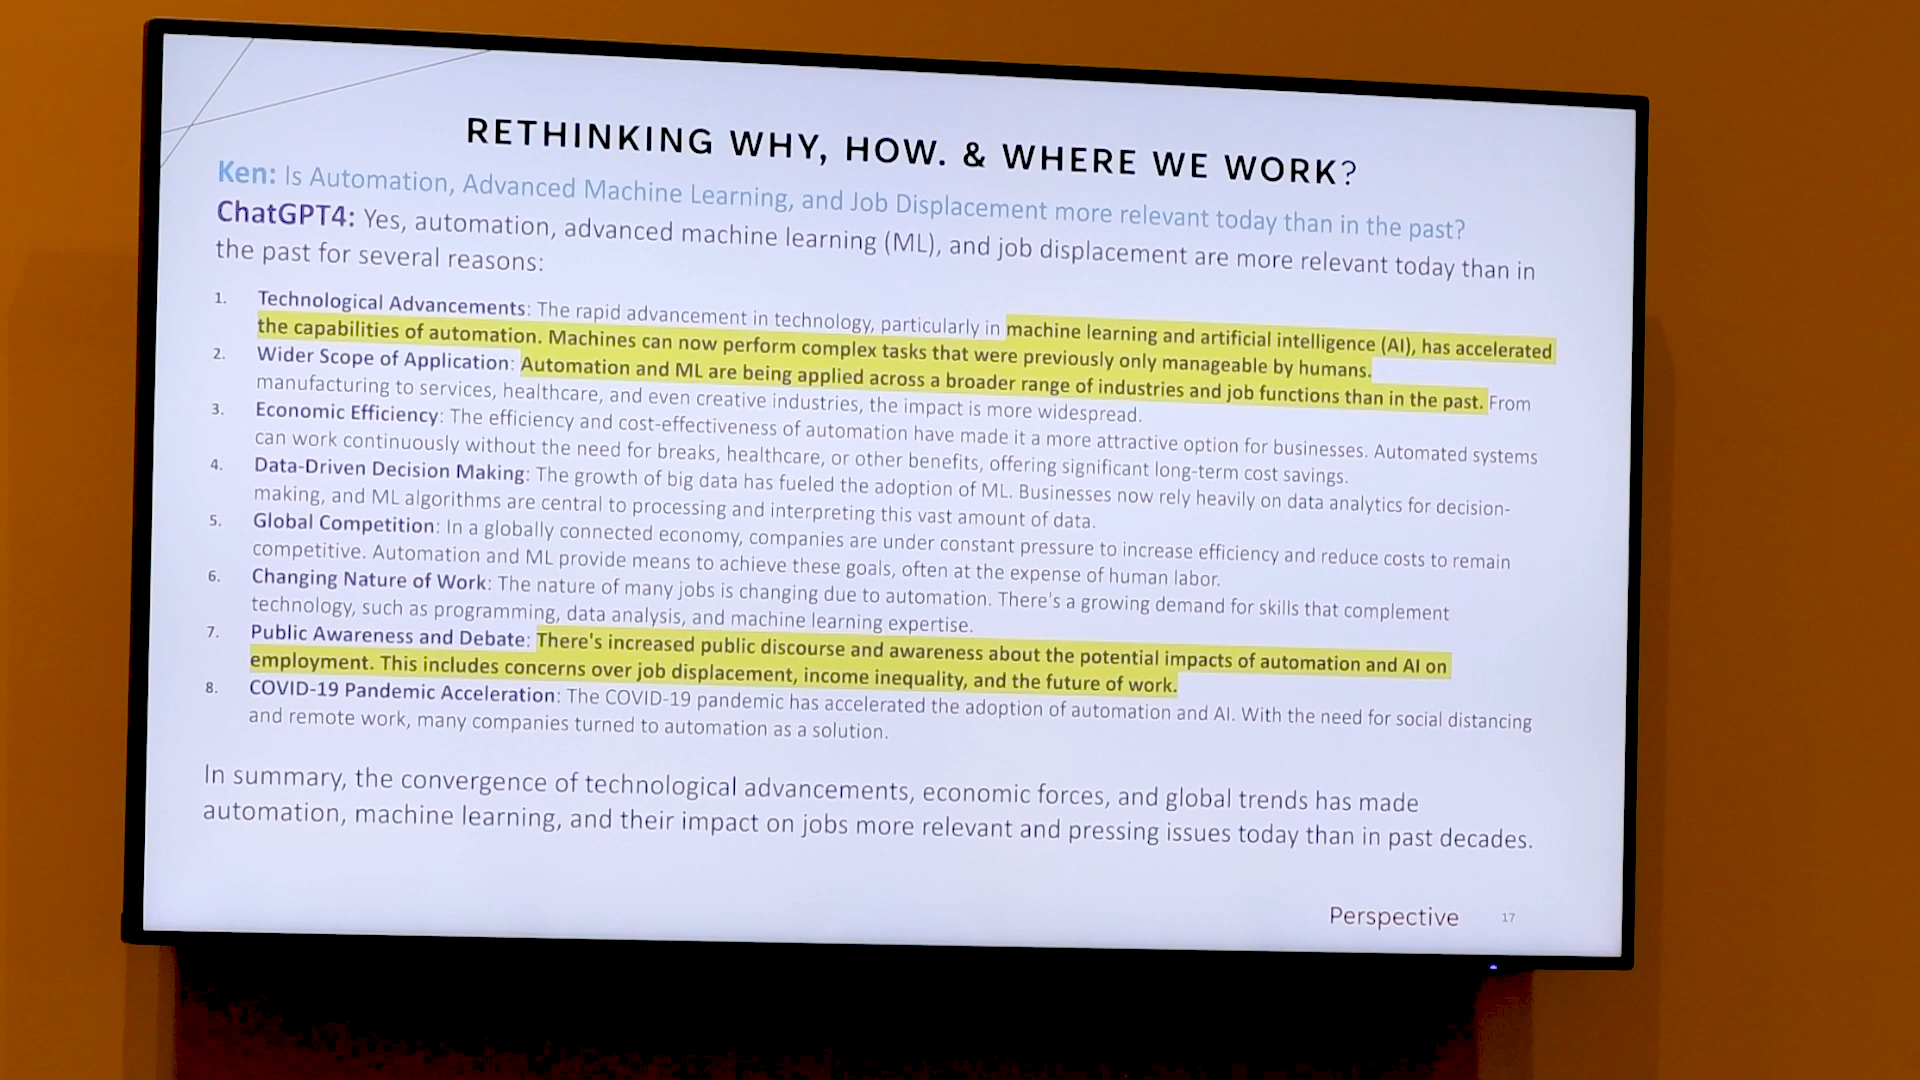 RETHINKING WHY, HOW. & WHERE WE WORK?
Ken: Is Automation, Advanced Machine Learning, and Job Displacement more relevant today than in the past?
ChatGPT4: Yes, automation, advanced machine learning (ML), and job displacement are more relevant today than in
the past for several reasons:
1. Technological Advancements: The rapid advancement in technology, particularly in machine learning and artificial intelligence (AI), has accelerated
the capabilities of automation. Machines can now perform complex tasks that were previously only manageable by humans.
2. Wider Scope of Application: Automation and ML are being applied across a broader range of industries and job functions than in the past. From
manufacturing to services, healthcare, and even creative industries, the impact is more widespread.
3. Economic Efficiency: The efficiency and cost-effectiveness of automation have made it a more attractive option for businesses. Automated systems
can work continuously without the need for breaks, healthcare, or other benefits, offering significant long-term cost savings.
4. Data-Driven Decision Making: The growth of big data has fueled the adoption of ML. Businesses now rely heavily on data analytics for decision-
making, and ML algorithms are central to processing and interpreting this vast amount of data.
5. Global Competition: In a globally connected economy, companies are under constant pressure to increase efficiency and reduce costs to remain
competitive. Automation and ML provide means to achieve these goals, often at the expense of human labor.
6. Changing Nature of Work: The nature of many jobs is changing due to automation. There's a growing demand for skills that complement
technology, such as programming, data analysis, and machine learning expertise.
7. Public Awareness and Debate: There's increased public discourse and awareness about the potential impacts of automation and AI on
employment. This includes concerns over job displacement, income inequality, and the future of work.
8. COVID-19 Pandemic Acceleration: The COVID-19 pandemic has accelerated the adoption of automation and AI. With the need for social distancing
and remote work, many companies turned to automation as a solution.
In summary, the convergence of technological advancements, economic forces, and global trends has made
automation, machine learning, and their impact on jobs more relevant and pressing issues today than in past decades.
Perspective 17